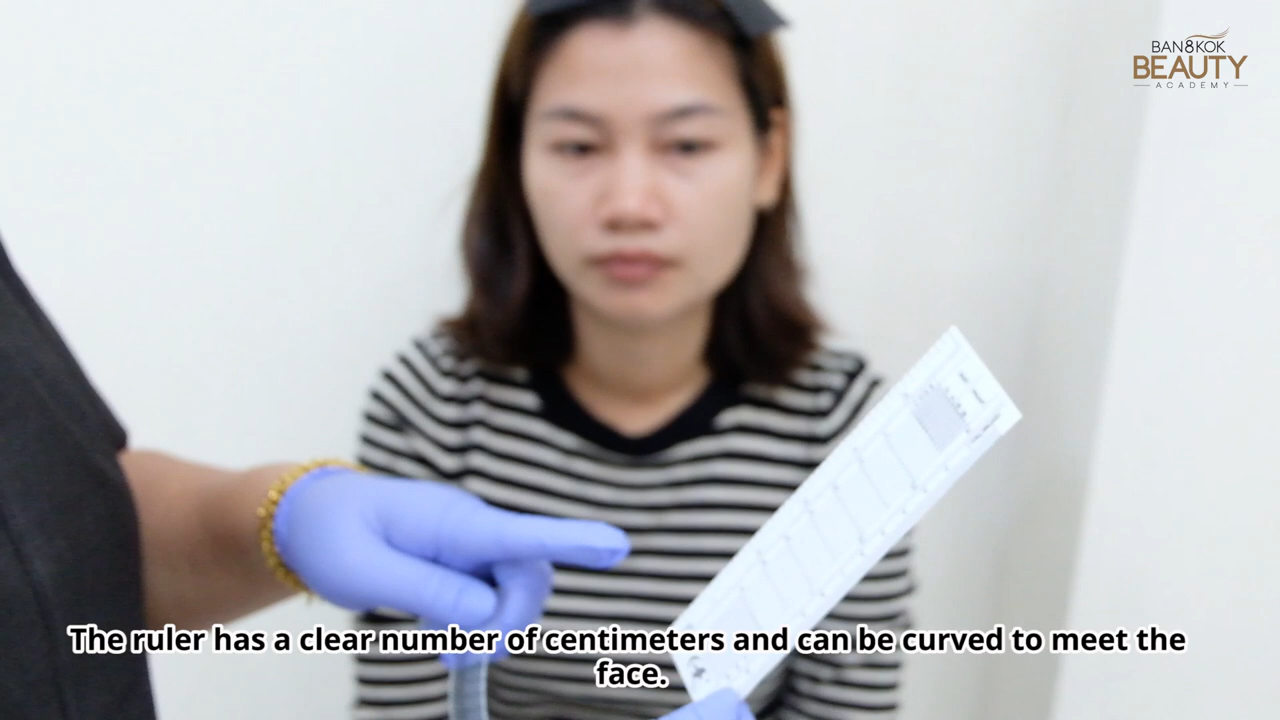 BANGKOK
BEAUTY
ACADEMY
The ruler has a clear number of centimeters and can be curved to meet the
face.